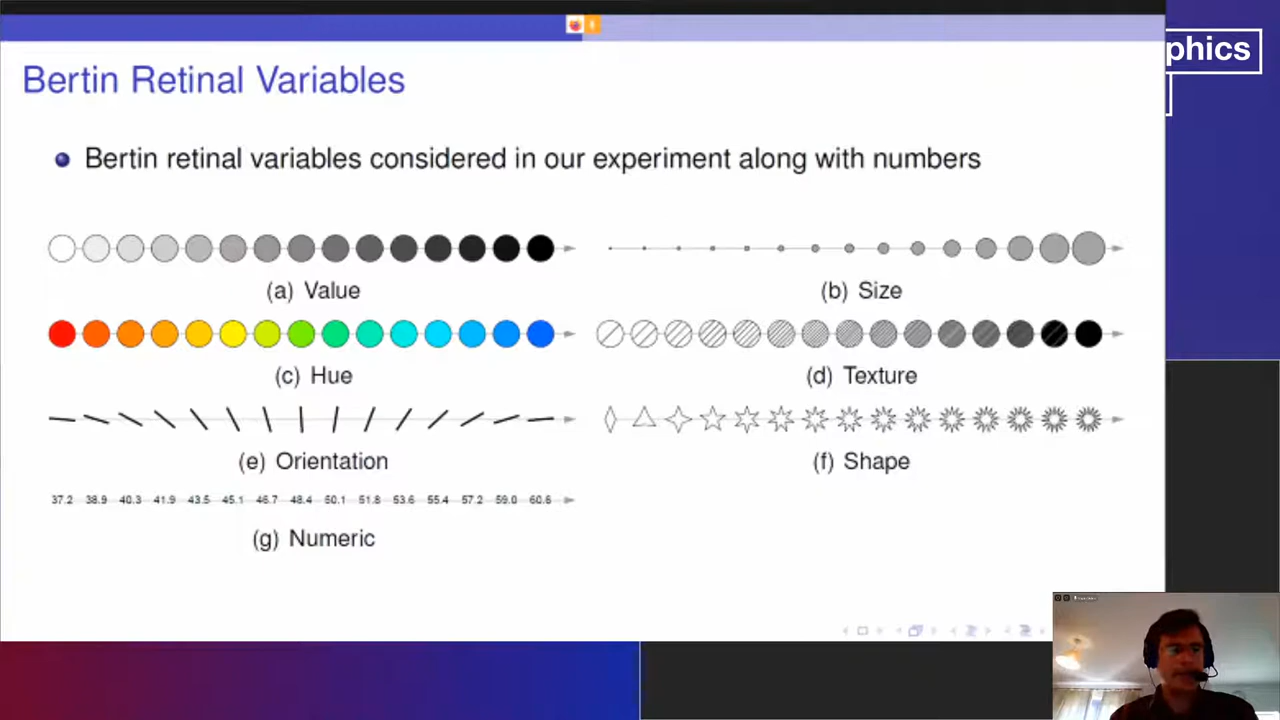 phics
Bertin Retinal Variables
Bertin retinal variables considered in our experiment along with numbers
(a) Value
(b) Size
(c) Hue
(d) Texture
(e) Orientation
(f) Shape
37.2 38.9 40.3 41.9 43.5 45.1 46.7 48.4 50.1 51.8 53.6 55.4 57.2 59.0 60.6
(g) Numeric